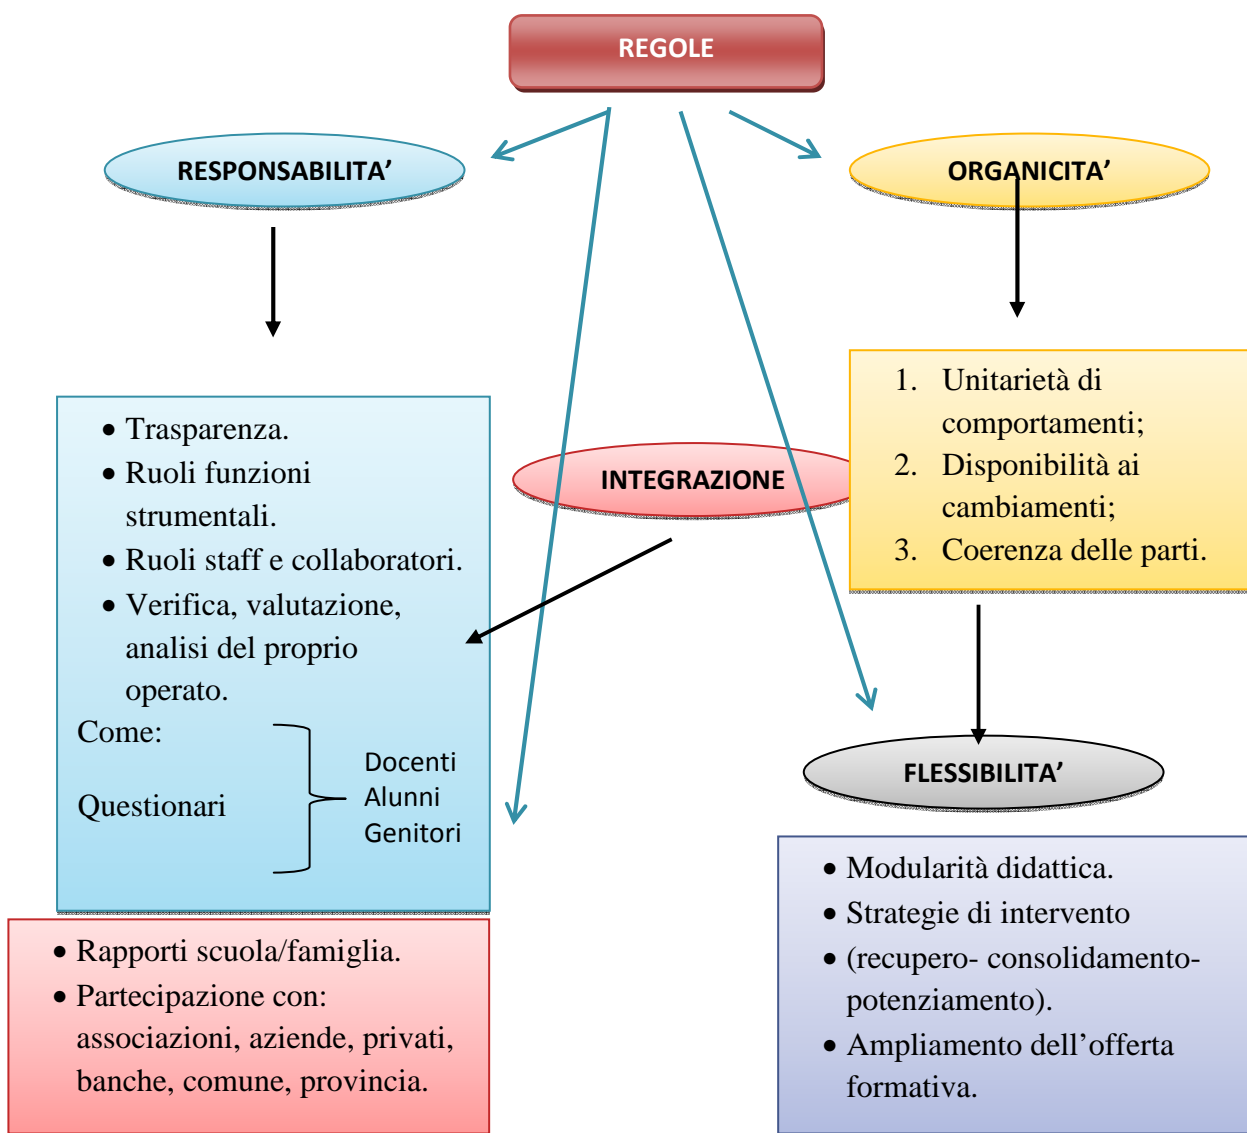 REGOLE
RESPONSABILITA’
ORGANICITA’
• Trasparenza.
• Ruoli funzioni
strumentali.
• Ruoli staff e collaboratori.
• Verifica, valutazione,
analisi del proprio
operato.
Come:
Questionari
Docenti
Alunni
Genitori
INTEGRAZIONE
1. Unitarietà di
comportamenti;
2. Disponibilità ai
cambiamenti;
3. Coerenza delle parti.
FLESSIBILITA’
• Rapporti scuola/famiglia.
• Partecipazione con:
associazioni, aziende, privati,
banche, comune, provincia.
• Modularità didattica.
• Strategie di intervento
• (recupero- consolidamento-
potenziamento).
• Ampliamento dell’offerta
formativa.